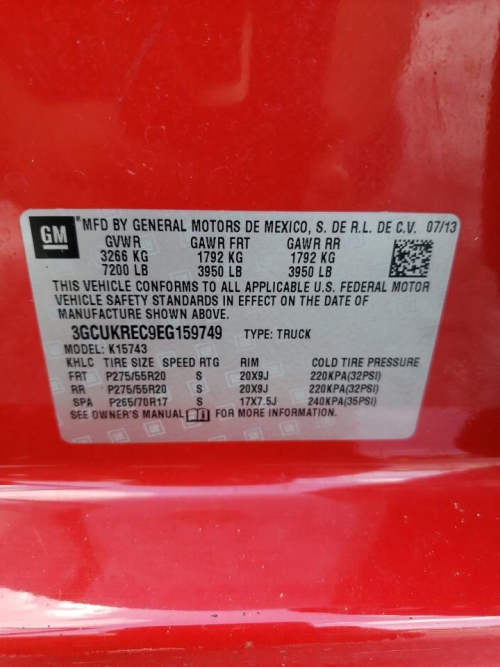 GM MFD BY GENERAL MOTORS DE MEXICO, S. DE R.L. DE C.V. 07/13
GVWR GAWR FRT GAWR RR
3266 KG 1792 KG 1792 KG
7200 LB 3950 LB 3950 LB
THIS VEHICLE CONFORMS TO ALL APPLICABLE U.S. FEDERAL MOTOR
VEHICLE SAFETY STANDARDS IN EFFECT ON THE DATE OF
MANUFACTURE SHOWN ABOVE.
3GCUKREC9EG159749 TYPE: TRUCK
MODEL: K15743
KHLC TIRE SIZE SPEED RTG RIM COLD TIRE PRESSURE
FRT P275/55R20 S 20X9J 220KPA(32PSI)
RR P275/55R20 S 20X9J 220KPA(32PSI)
SPA P265/70R17 S 17X7.5J 240KPA(35PSI)
SEE OWNER'S MANUAL FOR MORE INFORMATION.